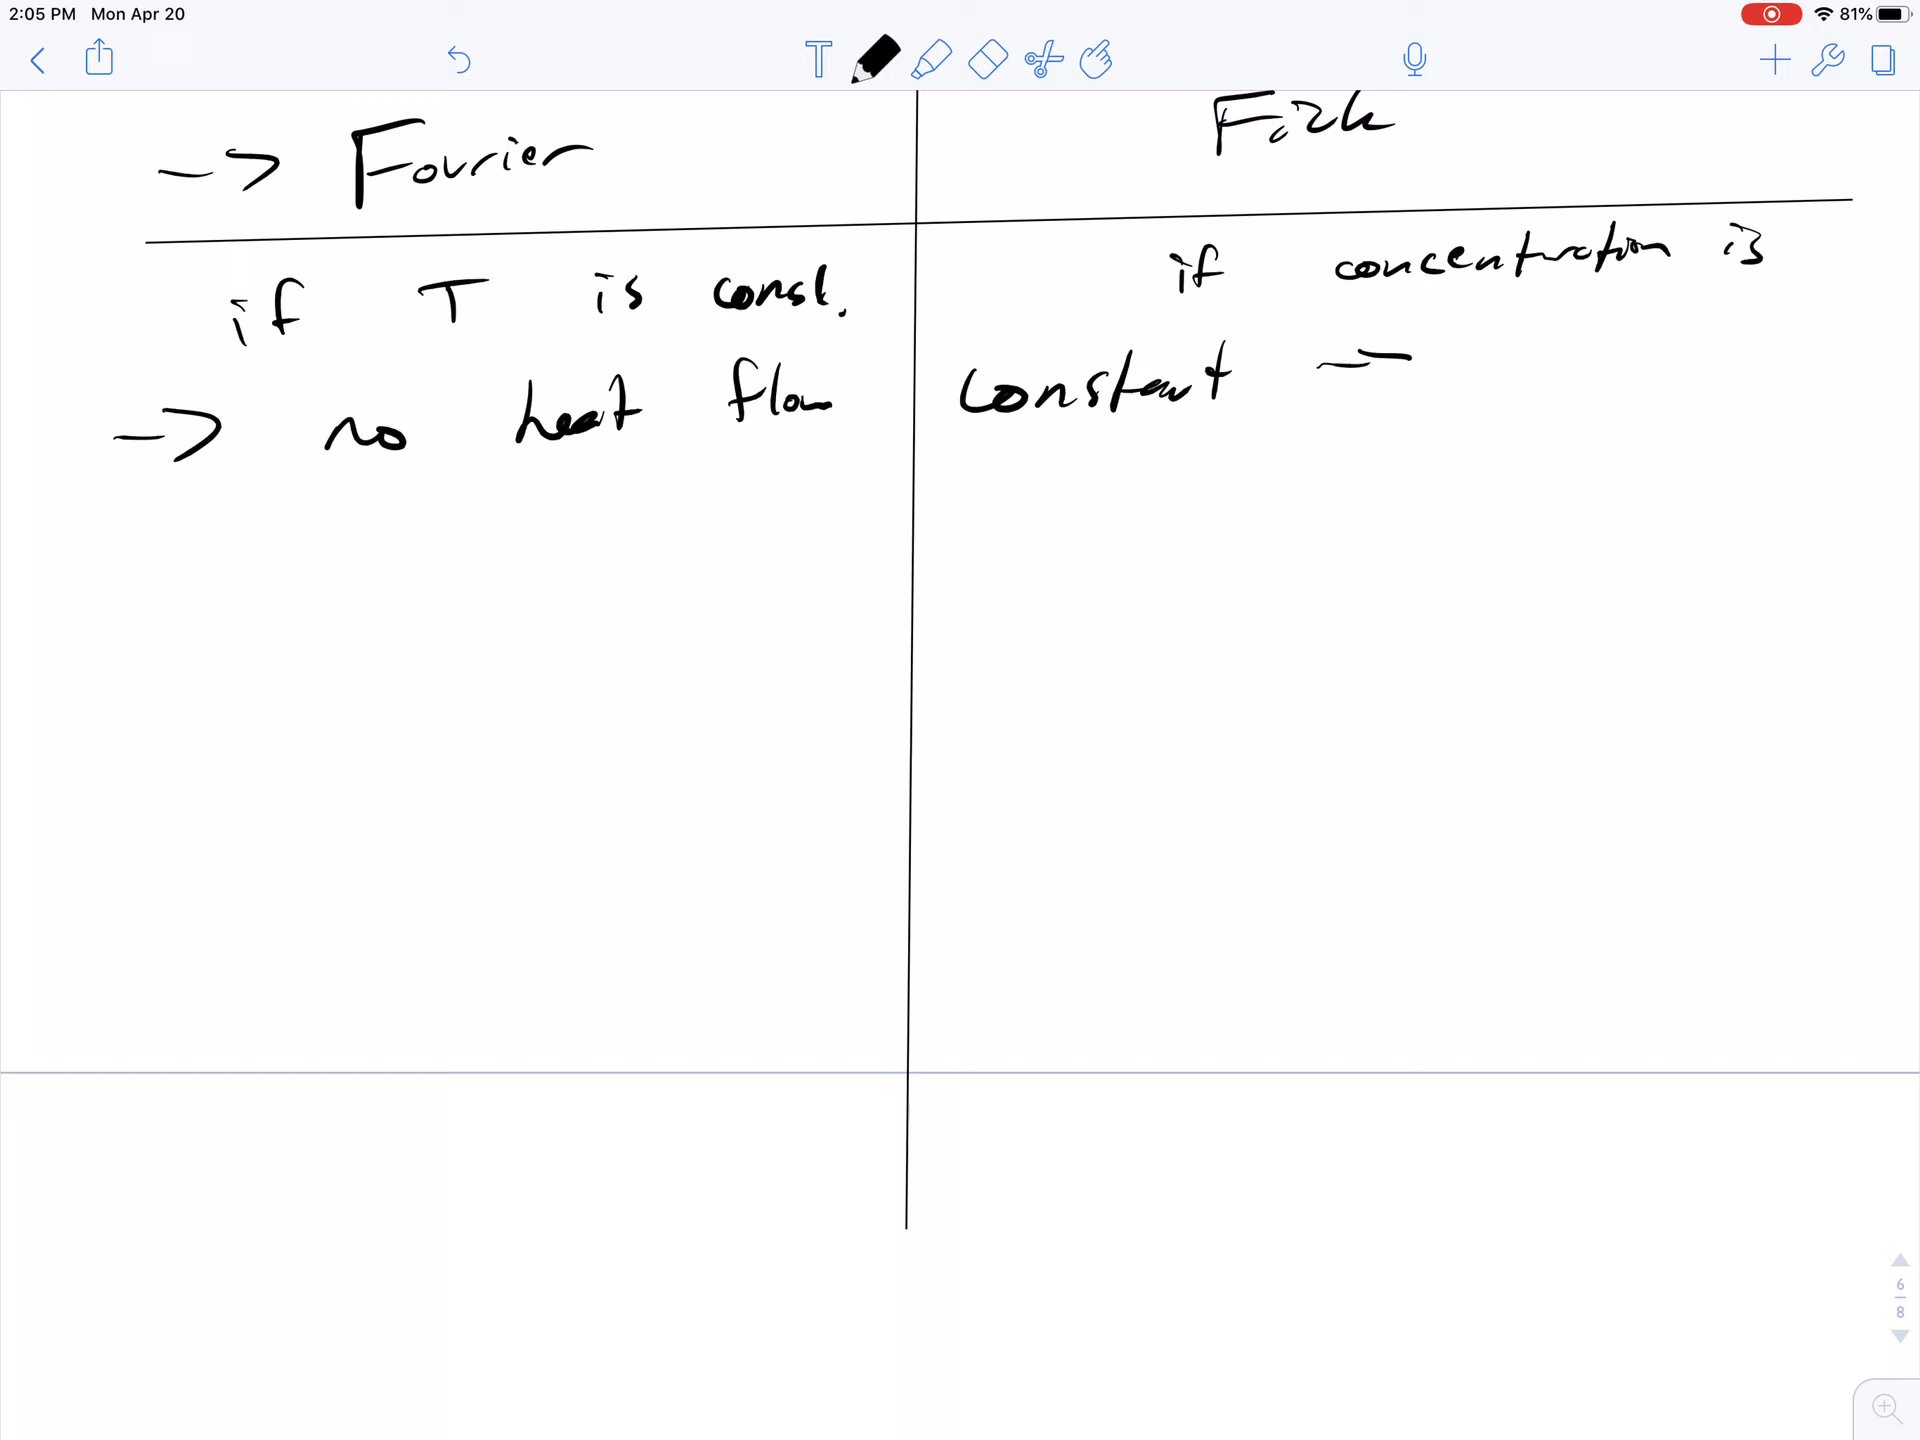 2:05 PM Mon Apr 20
81%
-> Fourier
Fick
if T is const.
-> no heat flow
if concentration is
constant -
6
8